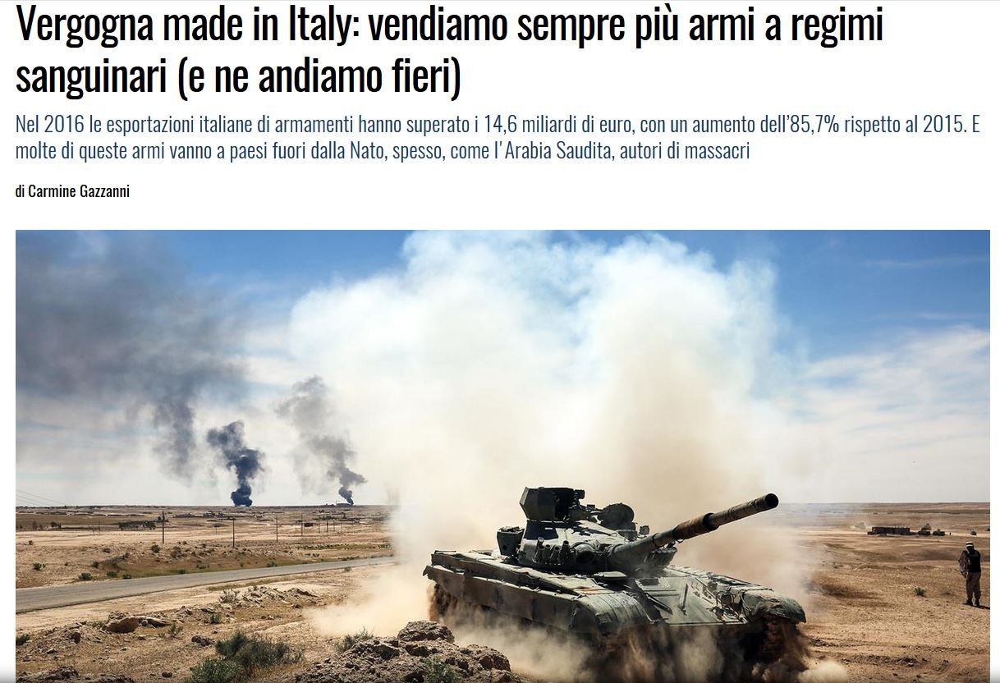 Vergogna made in Italy: vendiamo sempre più armi a regimi
sanguinari (e ne andiamo fieri)
Nel 2016 le esportazioni italiane di armamenti hanno superato i 14,6 miliardi di euro, con un aumento dell’85,7% rispetto al 2015. E
molte di queste armi vanno a paesi fuori dalla Nato, spesso, come l'Arabia Saudita, autori di massacri
di Carmine Gazzanni